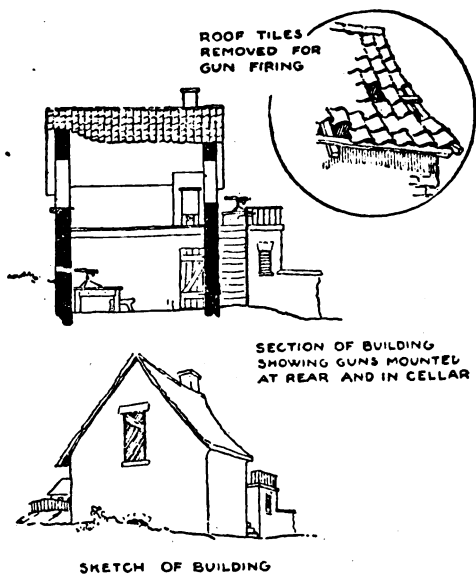 ROOF TILES
REMOVED FOR
GUN FIRING
SECTION OF BUILDING
SHOWING GUNS MOUNTED
AT REAR AND IN CELLAR
SKETCH OF BUILDING